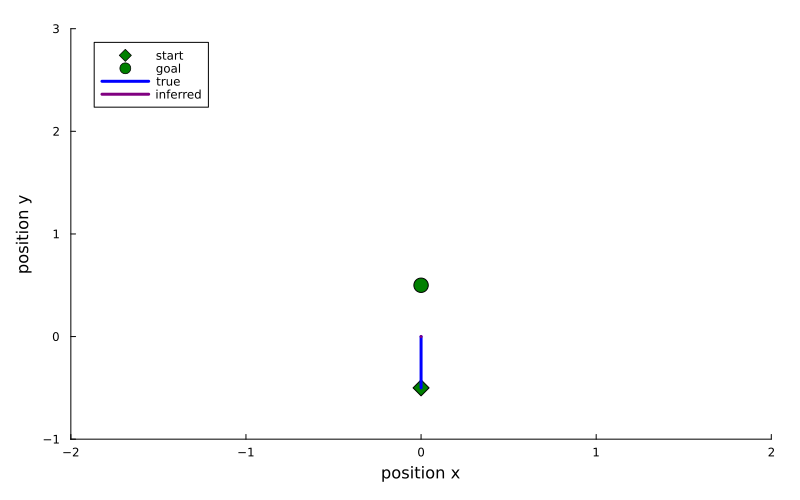 3
start
goal
true
inferred
2
position y
1
0
−1
−2
−1
0
1
2
position x